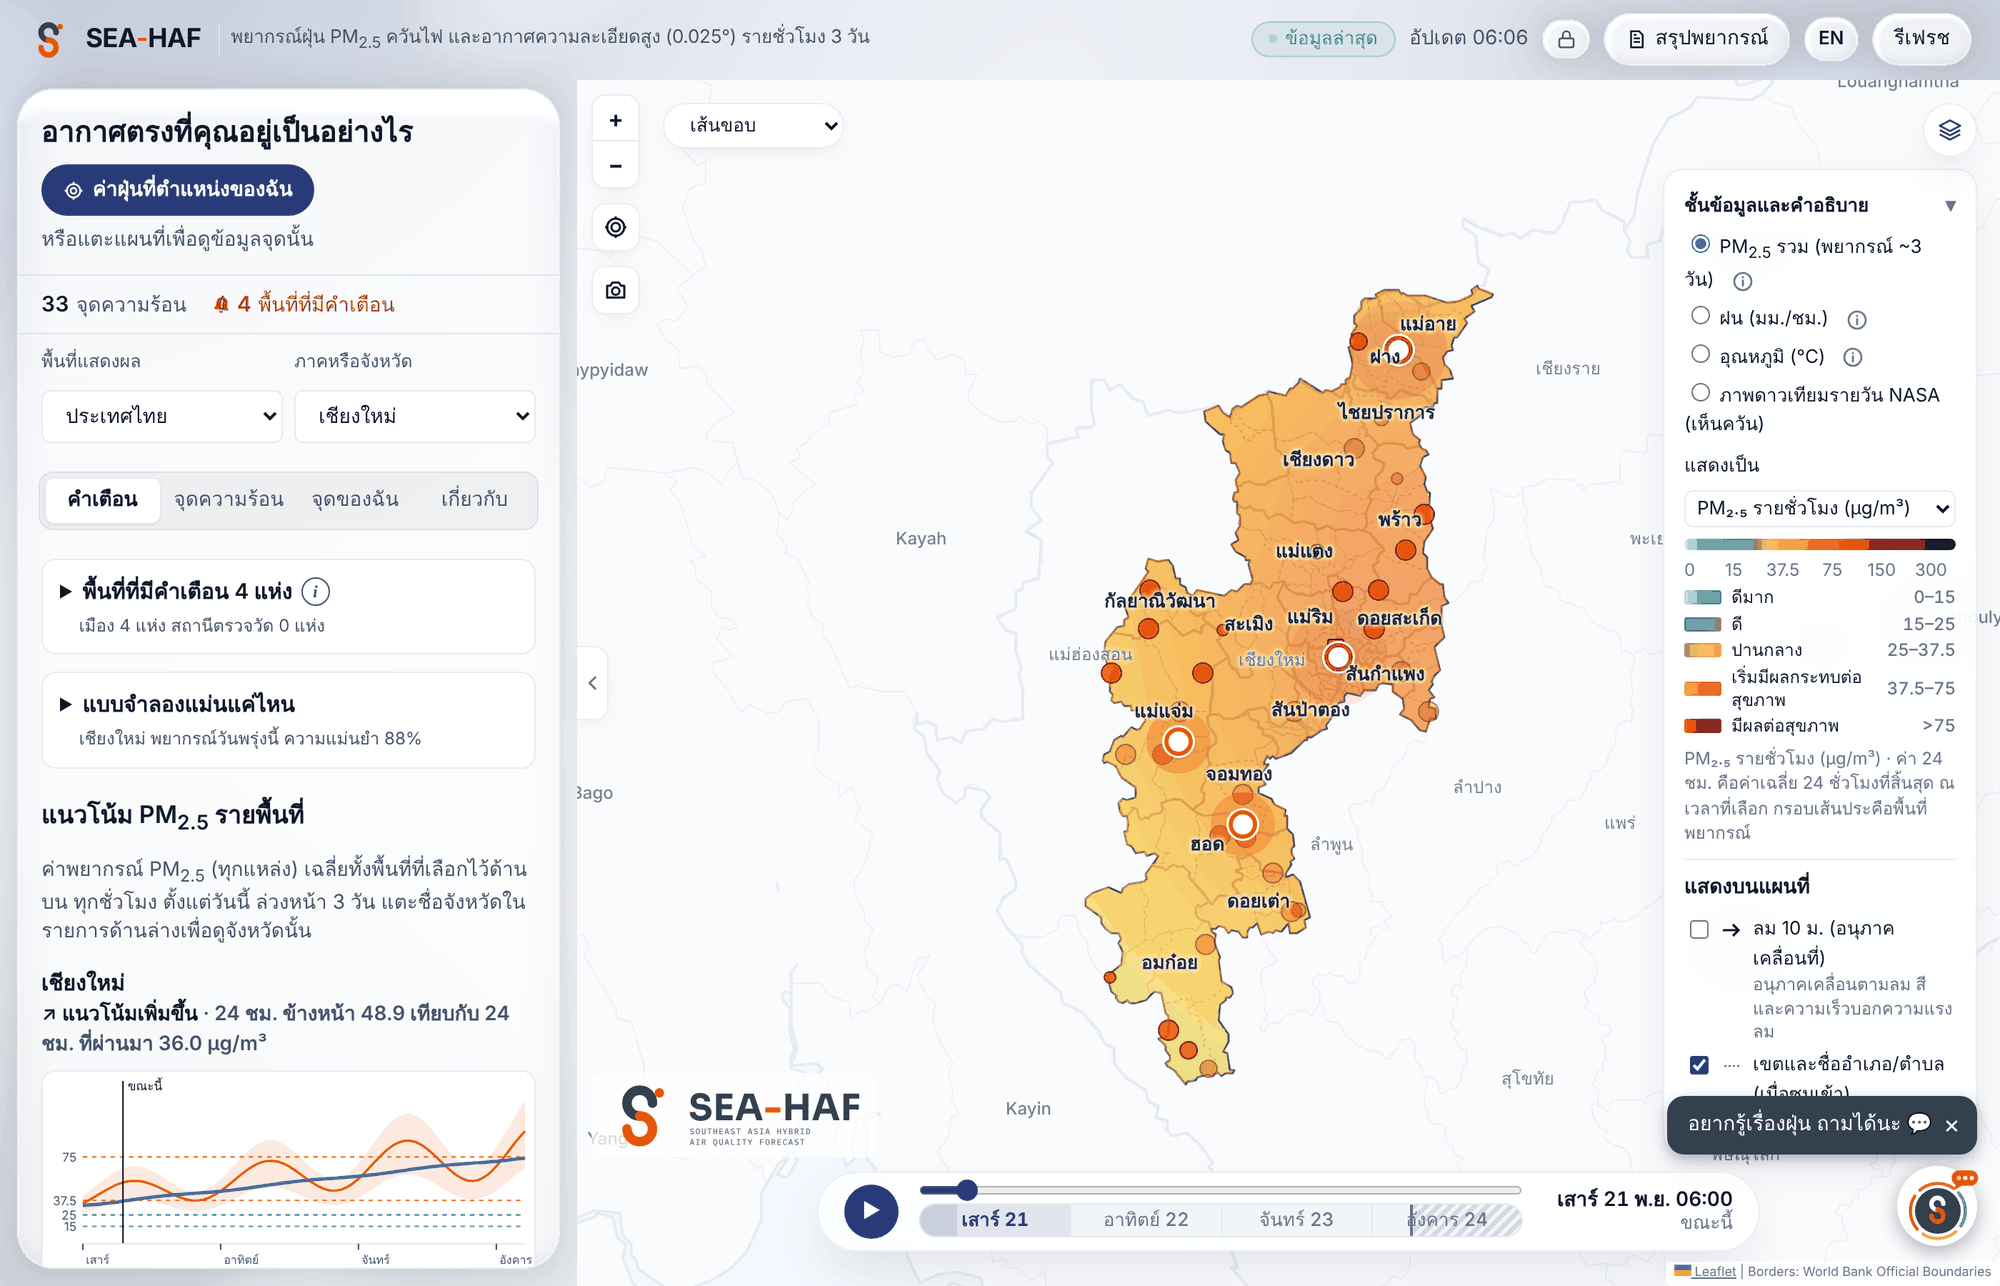 SEA-HAF
พยากรณ์ฝุ่น PM2.5 ควันไฟ และอากาศความละเอียดสูง (0.025°) รายชั่วโมง 3 วัน
ข้อมูลล่าสุด
อัปเดต 06:06
สรุปพยากรณ์
EN
รีเฟรช
อากาศตรงที่คุณอยู่เป็นอย่างไร
ค่าฝุ่นที่ตำแหน่งของฉัน
หรือแตะแผนที่เพื่อดูข้อมูลจุดนั้น
33 จุดความร้อน
4 พื้นที่ที่มีคำเตือน
พื้นที่แสดงผล
ภาคหรือจังหวัด
ประเทศไทย
เชียงใหม่
คำเตือน
จุดความร้อน
จุดของฉัน
เกี่ยวกับ
▶ พื้นที่ที่มีคำเตือน 4 แห่ง i
เมือง 4 แห่ง สถานีตรวจวัด 0 แห่ง
▶ แบบจำลองแม่นแค่ไหน
เชียงใหม่ พยากรณ์วันพรุ่งนี้ ความแม่นยำ 88%
แนวโน้ม PM2.5 รายพื้นที่
ค่าพยากรณ์ PM2.5 (ทุกแหล่ง) เฉลี่ยทั้งพื้นที่ที่เลือกไว้ด้าน
บน ทุกชั่วโมง ตั้งแต่วันนี้ ล่วงหน้า 3 วัน แตะชื่อจังหวัดใน
รายการด้านล่างเพื่อดูจังหวัดนั้น
เชียงใหม่
↗ แนวโน้มเพิ่มขึ้น · 24 ชม. ข้างหน้า 48.9 เทียบกับ 24
ชม. ที่ผ่านมา 36.0 µg/m³
ขณะนี้
75
37.5
25
15
เสาร์
อาทิตย์
จันทร์
อังคาร
+
−
เส้นขอบ
Louangnamtha
เชียงราย
Kayah
แม่ฮ่องสอน
เชียงใหม่
ลำปาง
ลำพูน
แพร่
สุโขทัย
Kayin
แม่อาย
ฝาง
ไชยปราการ
เชียงดาว
พร้าว
แม่แตง
กัลยาณิวัฒนา
สะเมิง
แม่ริม
ดอยสะเก็ด
สันกำแพง
แม่แจ่ม
สันป่าตอง
จอมทอง
ฮอด
ดอยเต่า
อมก๋อย
SEA-HAF
SOUTHEAST ASIA HYBRID
AIR QUALITY FORECAST
เสาร์ 21
อาทิตย์ 22
จันทร์ 23
อังคาร 24
เสาร์ 21 พ.ย. 06:00
ขณะนี้
ชั้นข้อมูลและคำอธิบาย ▼
PM2.5 รวม (พยากรณ์ ~3
วัน)
ฝน (มม./ชม.)
อุณหภูมิ (°C)
ภาพดาวเทียมรายวัน NASA
(เห็นควัน)
แสดงเป็น
PM₂.₅ รายชั่วโมง (µg/m³)
0 15 37.5 75 150 300
ดีมาก 0–15
ดี 15–25
ปานกลาง 25–37.5
เริ่มมีผลกระทบต่อ
สุขภาพ 37.5–75
มีผลต่อสุขภาพ >75
PM₂.₅ รายชั่วโมง (µg/m³) · ค่า 24
ชม. คือค่าเฉลี่ย 24 ชั่วโมงที่สิ้นสุด ณ
เวลาที่เลือก กรอบเส้นประคือพื้นที่
พยากรณ์
แสดงบนแผนที่
ลม 10 ม. (อนุภาค
เคลื่อนที่)
อนุภาคเคลื่อนตามลม สี
และความเร็วบอกความแรง
ลม
เขตและชื่ออำเภอ/ตำบล
(เมื่อซูมเข้า)
อยากรู้เรื่องฝุ่น ถามได้นะ 💬 ×
Leaflet | Borders: World Bank Official Boundaries